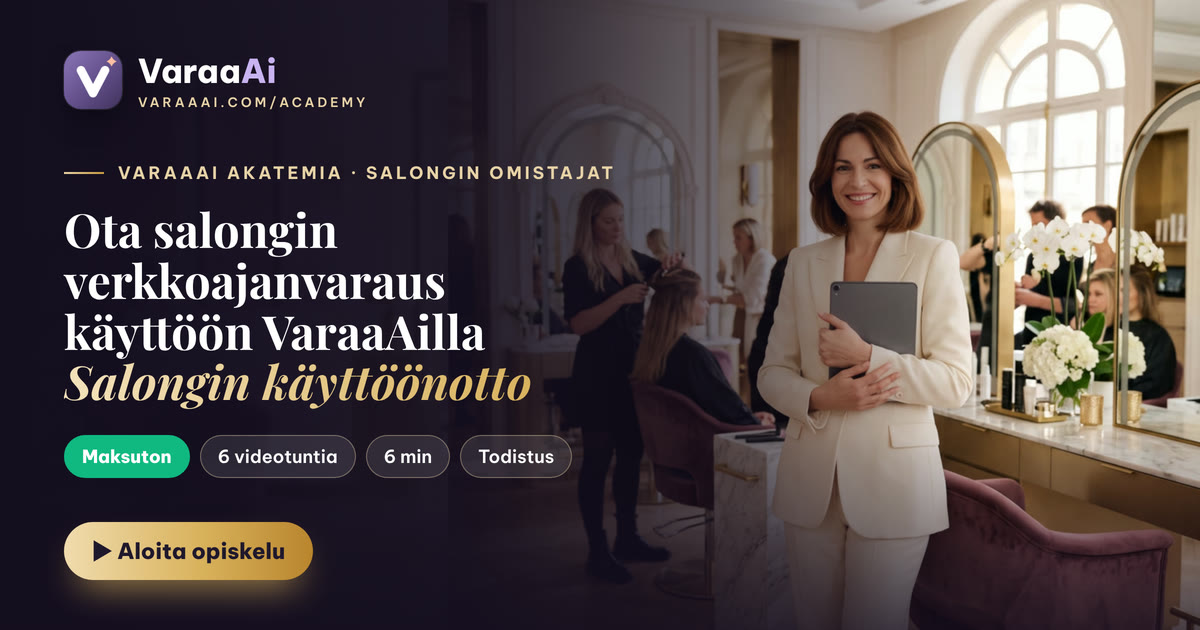 V
VaraaAi
VARAAAI.COM/ACADEMY
VARAAAI AKATEMIA · SALONGIN OMISTAJAT
Ota salongin
verkkoajanvaraus
käyttöön VaraaAilla
Salongin käyttöönotto
Maksuton
6 videotuntia
6 min
Todistus
▶ Aloita opiskelu